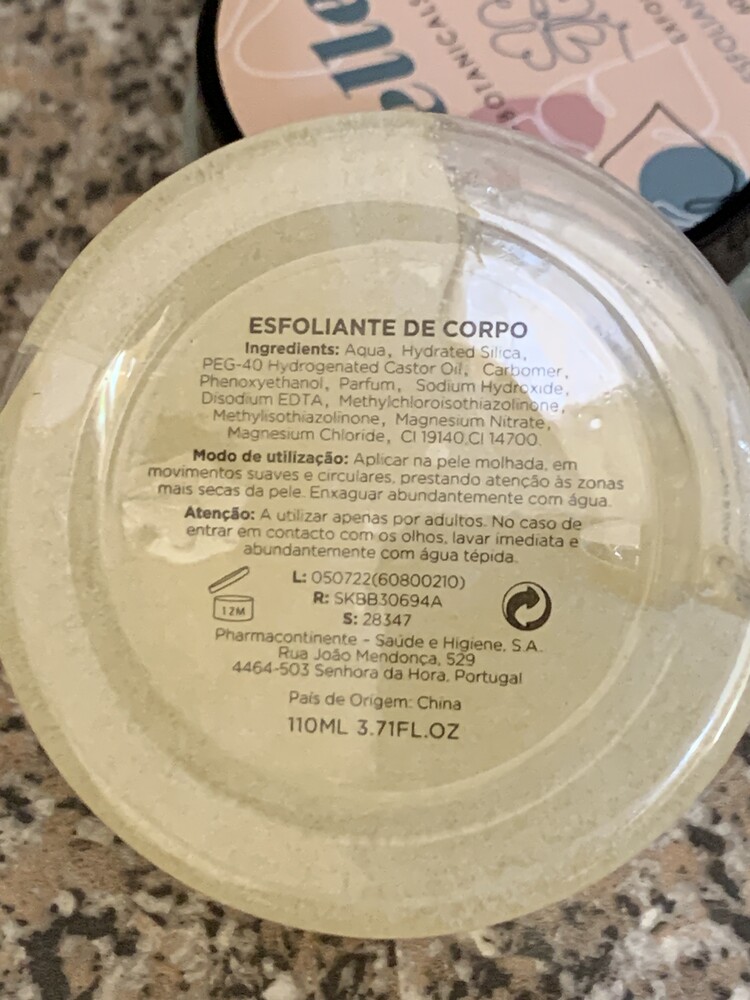 elle
BOTANICALS
ESFOLIANTE DE CORPO
Ingredients: Aqua, Hydrated Silica,
PEG-40 Hydrogenated Castor Oil, Carbomer,
Phenoxyethanol, Parfum, Sodium Hydroxide,
Disodium EDTA, Methylchloroisothiazolinone,
Methylisothiazolinone, Magnesium Nitrate,
Magnesium Chloride, CI 19140,CI 14700.
Modo de utilização: Aplicar na pele molhada, em
movimentos suaves e circulares, prestando atenção às zonas
mais secas da pele. Enxaguar abundantemente com água.
Atenção: A utilizar apenas por adultos. No caso de
entrar em contacto com os olhos, lavar imediata e
abundantemente com água tépida.
12M
L: 050722(60800210)
R: SKBB30694A
S: 28347
Pharmacontinente - Saúde e Higiene, S.A.
Rua João Mendonça, 529
4464-503 Senhora da Hora, Portugal
País de Origem: China
110ML 3.71FL.OZ